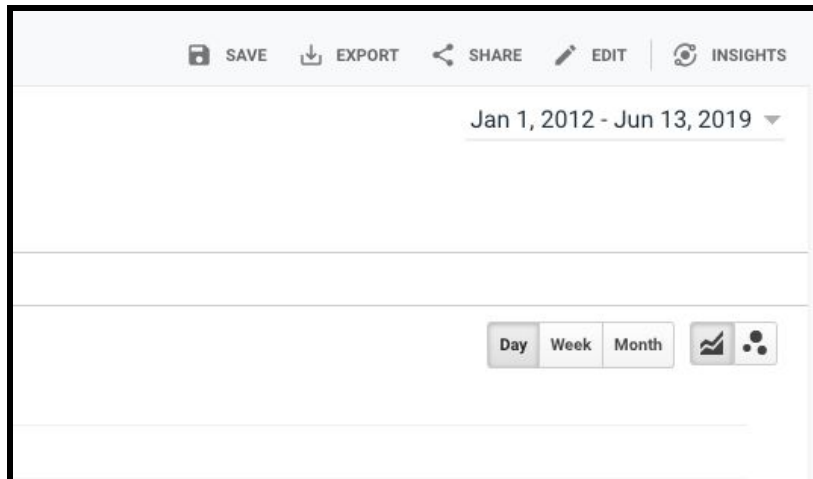 SAVE EXPORT SHARE EDIT INSIGHTS
Jan 1, 2012 - Jun 13, 2019
Day Week Month